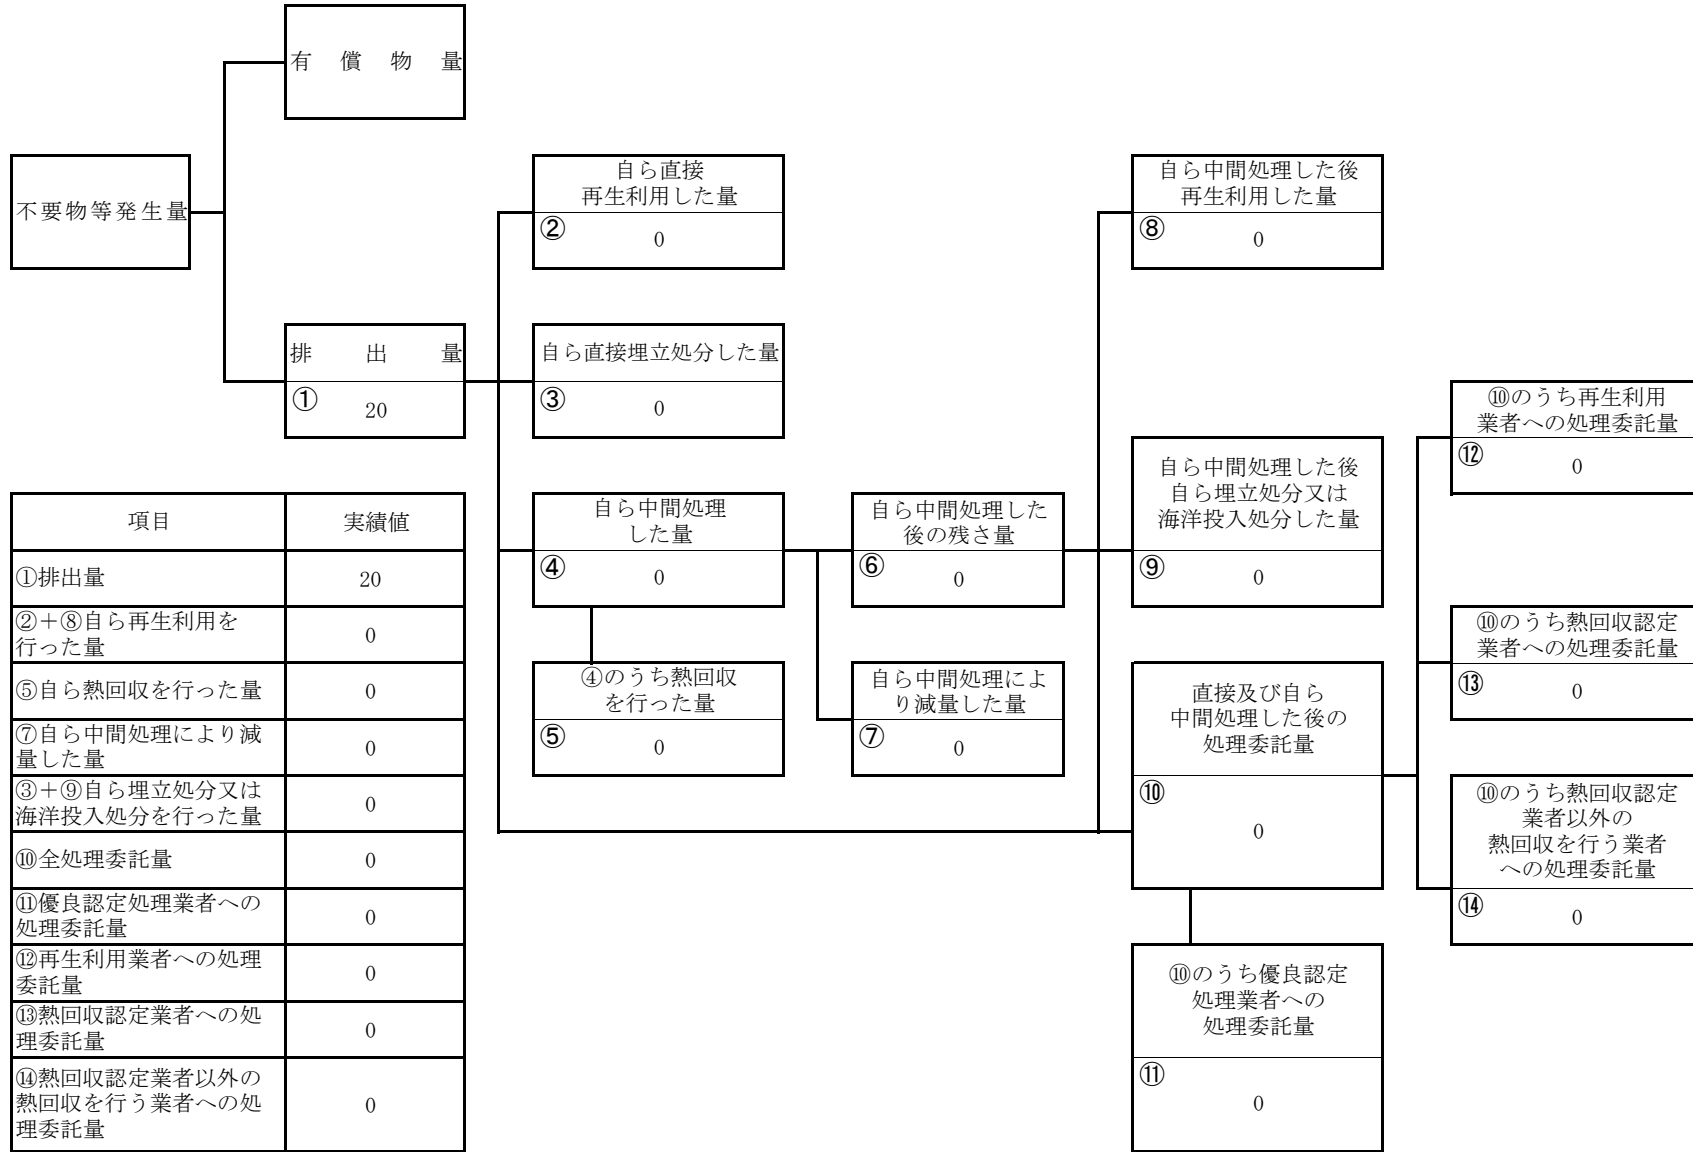 有償物量
不要物等発生量
排出量
①
20
自ら直接
再生利用した量
②
0
自ら直接埋立処分した量
③
0
自ら中間処理
した量
④
0
④のうち熱回収
を行った量
⑤
0
自ら中間処理した
後の残さ量
⑥
0
自ら中間処理によ
り減量した量
⑦
0
自ら中間処理した後
再生利用した量
⑧
0
自ら中間処理した後
自ら埋立処分又は
海洋投入処分した量
⑨
0
直接及び自ら
中間処理した後の
処理委託量
⑩
0
⑩のうち優良認定
処理業者への
処理委託量
⑪
0
⑩のうち再生利用
業者への処理委託量
⑫
0
⑩のうち熱回収認定
業者への処理委託量
⑬
0
⑩のうち熱回収認定
業者以外の
熱回収を行う業者
への処理委託量
⑭
0
項目 実績値
①排出量 20
②＋⑧自ら再生利用を
行った量 0
⑤自ら熱回収を行った量 0
⑦自ら中間処理により減
量した量 0
③＋⑨自ら埋立処分又は
海洋投入処分を行った量 0
⑩全処理委託量 0
⑪優良認定処理業者への
処理委託量 0
⑫再生利用業者への処理
委託量 0
⑬熱回収認定業者への処
理委託量 0
⑭熱回収認定業者以外の
熱回収を行う業者への処
理委託量 0